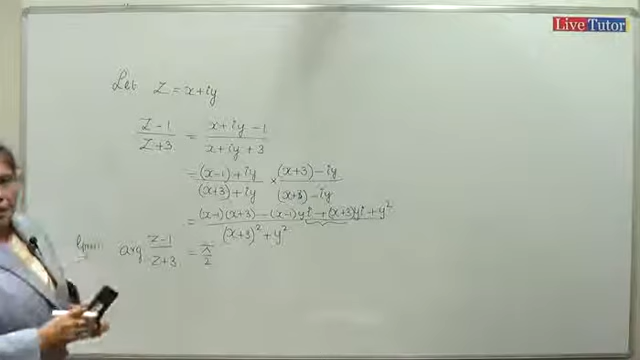 Live Tutor
Let Z = x+iy
(Z-1)/(Z+3) = (x+iy-1)/(x+iy+3)
= ((x-1)+iy)/((x+3)+iy) × ((x+3)-iy)/((x+3)-iy)
= ((x-1)(x+3) - (x-1)yi + (x+3)yi + y²)/((x+3)² + y²)
arg (z-1)/(z+3) = π/2